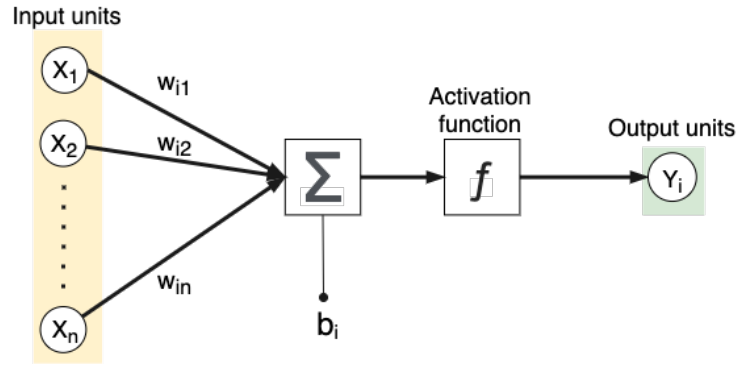 Input units
X₁
wᵢ₁
X₂
wᵢ₂
Activation
function
Output units
Σ
f
Yᵢ
wᵢₙ
Xₙ
bᵢ